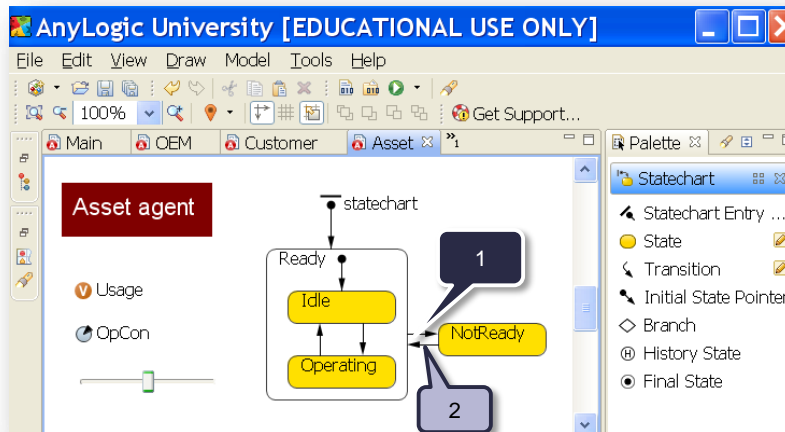 AnyLogic University [EDUCATIONAL USE ONLY]
File Edit View Draw Model Tools Help
100% Get Support...
Main OEM Customer Asset »1
Palette
Statechart
Statechart Entry ...
State
Transition
Initial State Pointer
Branch
History State
Final State
Asset agent
statechart
Ready
1
V Usage
Idle
OpCon
NotReady
Operating
2